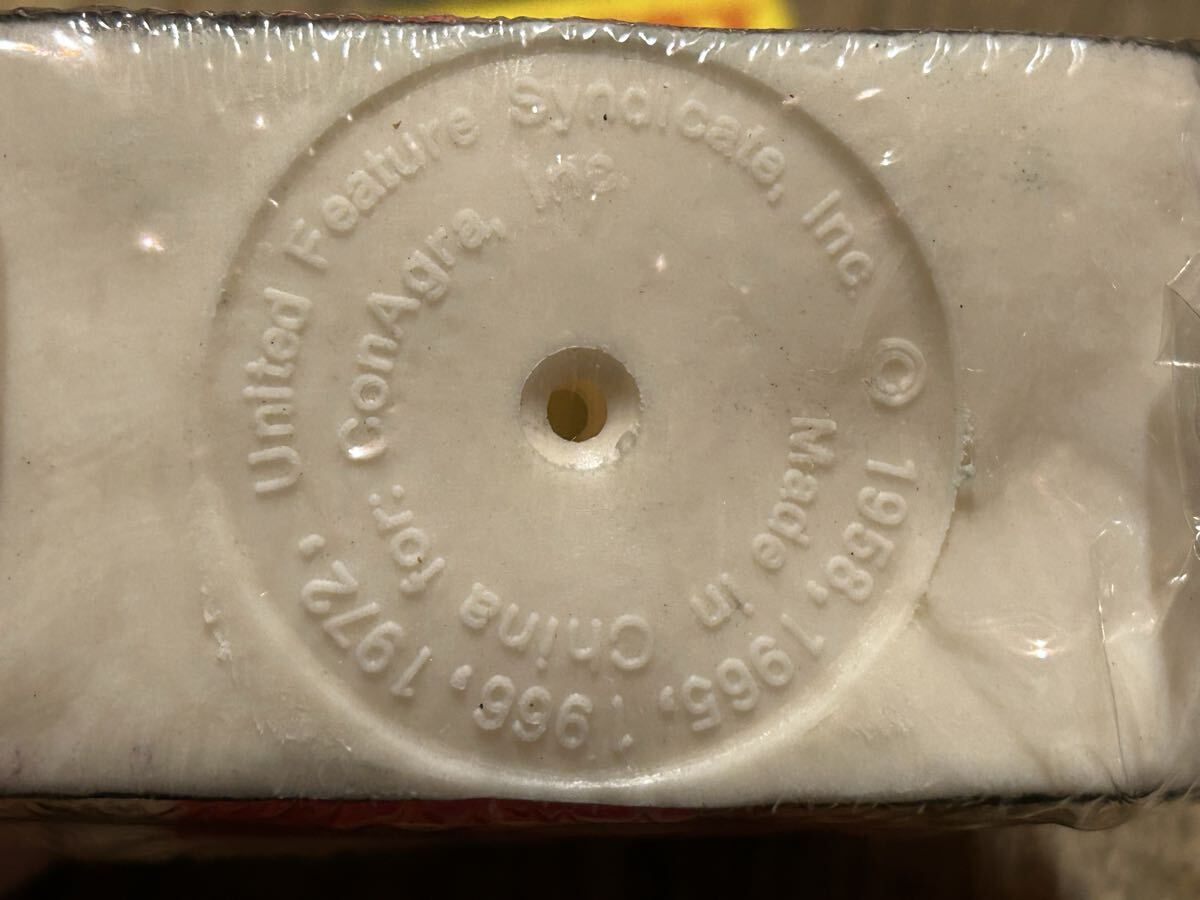 © 1958, 1965, 1966, 1972,
United Feature Syndicate, Inc.
Made in China for:
ConAgra, Inc.